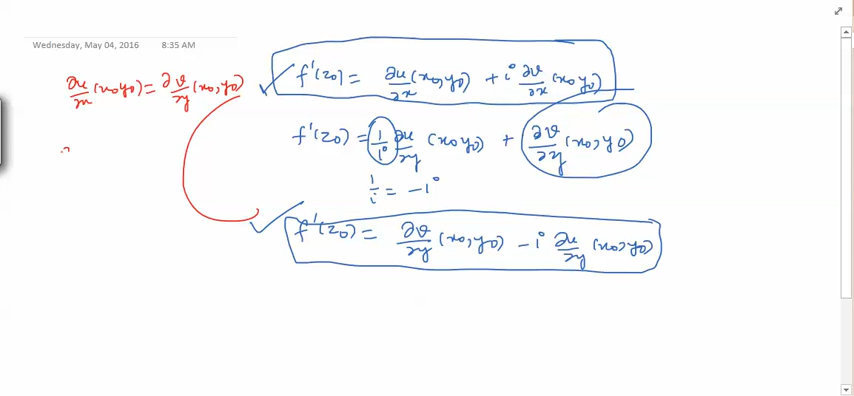 Wednesday, May 04, 2016 8:35 AM
f'(z0) = ∂u/∂x (x0,y0) + i ∂v/∂x (x0,y0)
∂u/∂x (x0,y0) = ∂v/∂y (x0,y0)
f'(z0) = 1/i ∂u/∂y (x0,y0) + ∂v/∂y (x0,y0)
1/i = -i
f'(z0) = ∂v/∂y (x0,y0) - i ∂u/∂y (x0,y0)